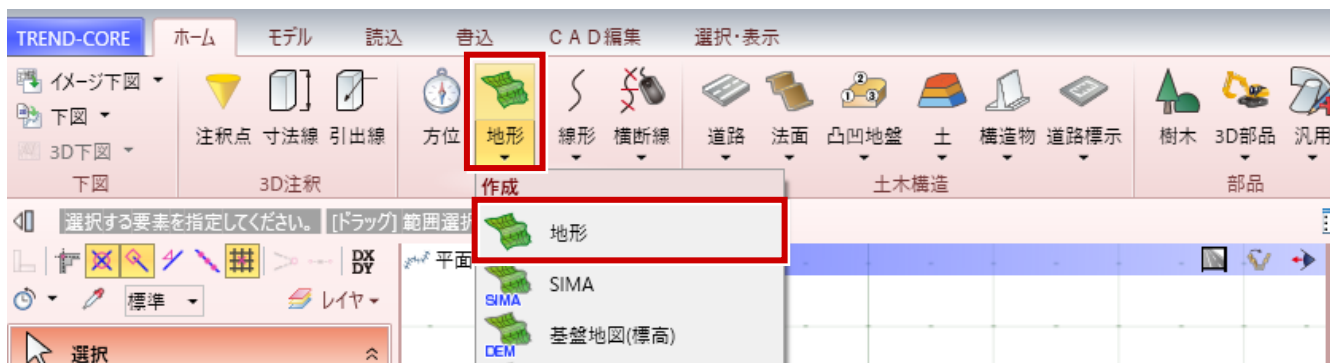 TREND-CORE ホーム モデル 読込 書込 CAD編集 選択・表示
イメージ下図
下図
3D下図
注釈点 寸法線 引出線 方位 地形 線形 横断線 道路 法面 凸凹地盤 土 構造物 道路標示 樹木 3D部品 汎用
下図 3D注釈 土木構造 部品
作成
選択する要素を指定してください。 [ドラッグ] 範囲選択
地形
DX
DY
平面
SIMA
SIMA
標準 レイヤ
基盤地図(標高)
DEM
選択